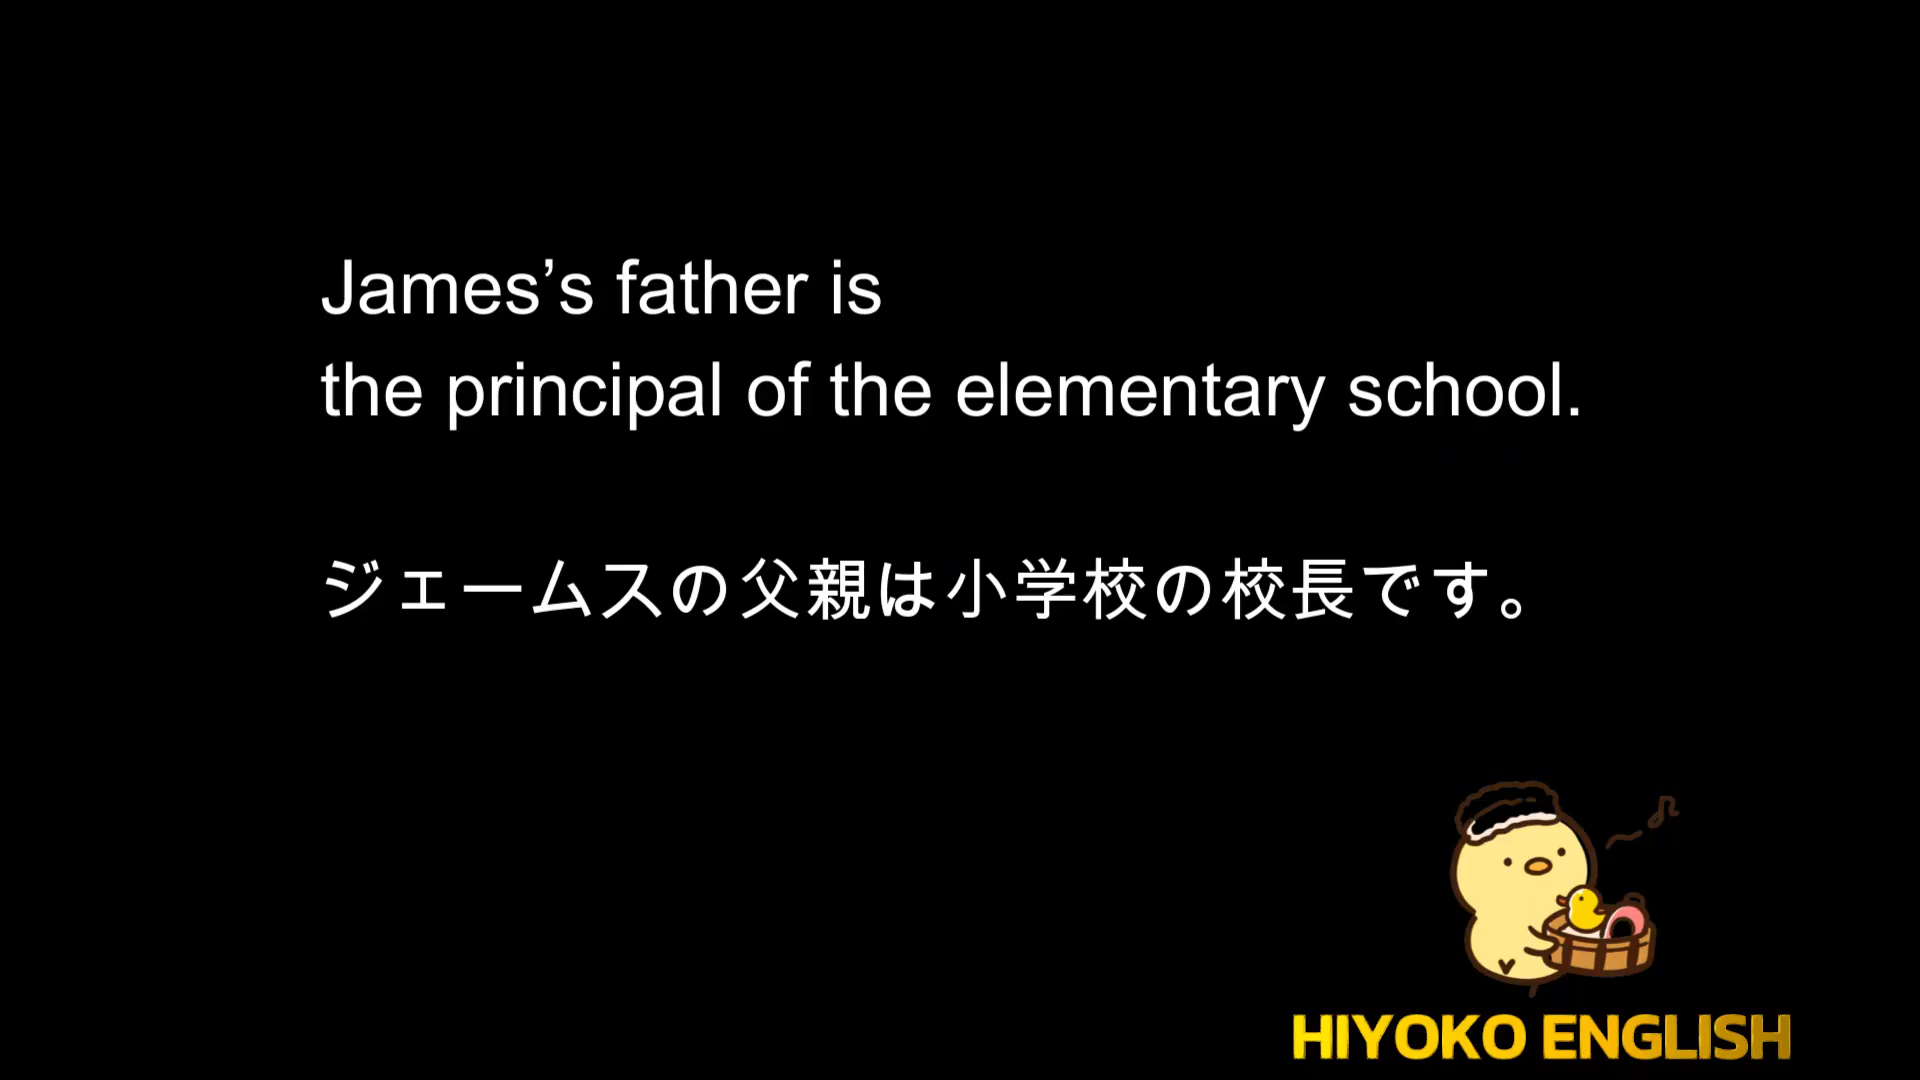 James’s father is
the principal of the elementary school.
ジェームスの父親は小学校の校長です。
HIYOKO ENGLISH